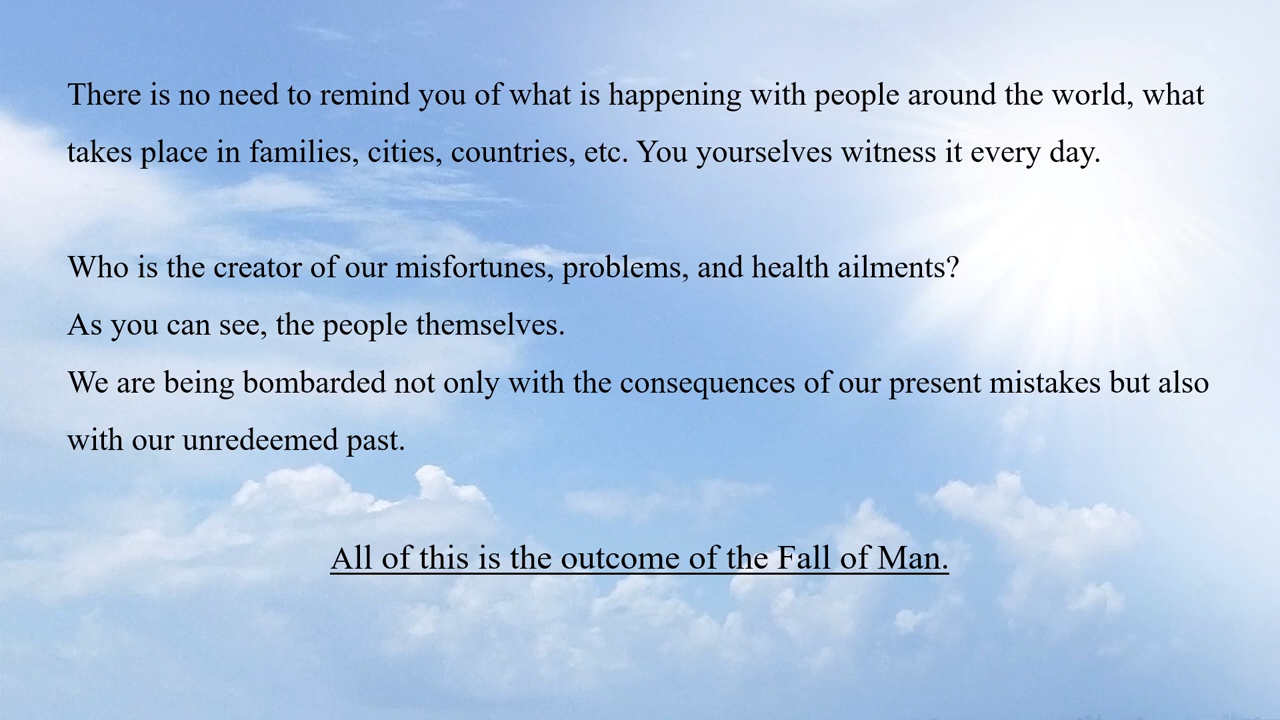 There is no need to remind you of what is happening with people around the world, what
takes place in families, cities, countries, etc. You yourselves witness it every day.
Who is the creator of our misfortunes, problems, and health ailments?
As you can see, the people themselves.
We are being bombarded not only with the consequences of our present mistakes but also
with our unredeemed past.
All of this is the outcome of the Fall of Man.